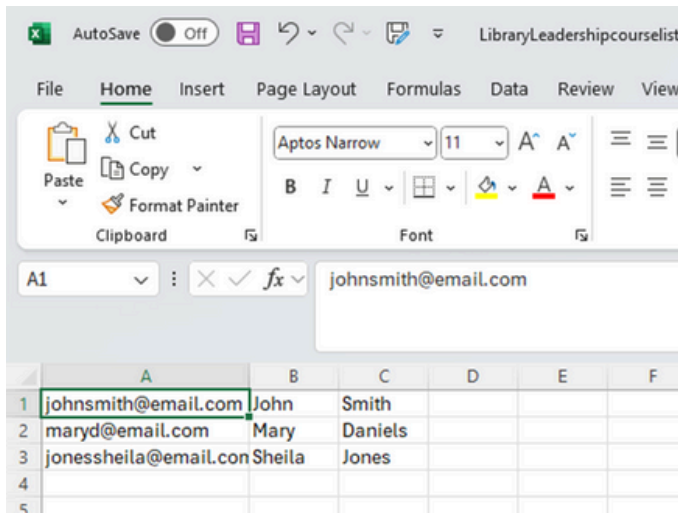 AutoSave Off LibraryLeadershipcourselist
File Home Insert Page Layout Formulas Data Review View
Paste
Cut
Copy
Format Painter
Clipboard
Aptos Narrow 11 A A
B I U A
Font
A1 fx johnsmith@email.com
A B C D E F
1 johnsmith@email.com John Smith
2 maryd@email.com Mary Daniels
3 jonessheila@email.con Sheila Jones
4
5